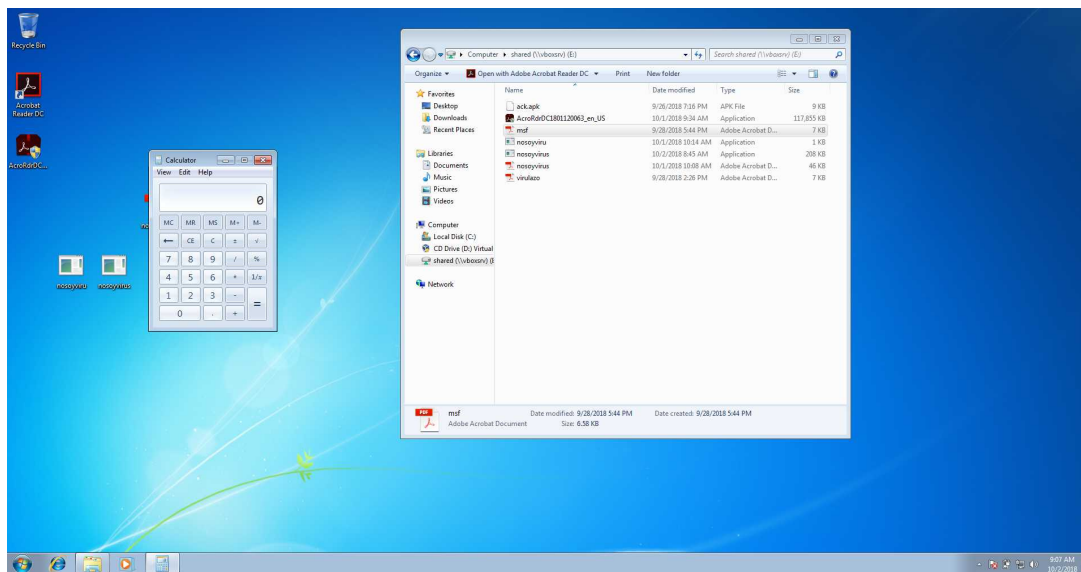 Recycle Bin
Acrobat
Reader DC
AcroRdrDC...
nosoyviru
nosoyvirus
Calculator
View Edit Help
0
MC MR MS M+ M-
← CE C ± √
7 8 9 / %
4 5 6 * 1/x
1 2 3 - =
0 , +
Computer ▸ shared (\\vboxsrv) (E:)
Search shared (\\vboxsrv) (E:)
Organize Open with Adobe Acrobat Reader DC Print New folder
Name Date modified Type Size
Favorites
Desktop
Downloads
Recent Places
Libraries
Documents
Music
Pictures
Videos
Computer
Local Disk (C:)
CD Drive (D:) Virtual
shared (\\vboxsrv) (E
Network
ack.apk 9/26/2018 7:16 PM APK File 9 KB
AcroRdrDC1801120063_en_US 10/1/2018 9:34 AM Application 117,855 KB
msf 9/28/2018 5:44 PM Adobe Acrobat D... 7 KB
nosoyviru 10/1/2018 10:14 AM Application 73 KB
nosoyvirus 10/2/2018 8:45 AM Application 208 KB
nosoyvirus 10/1/2018 10:08 AM Adobe Acrobat D... 46 KB
virulazo 9/28/2018 2:26 PM Adobe Acrobat D... 7 KB
PDF
msf Date modified: 9/28/2018 5:44 PM Date created: 9/28/2018 5:44 PM
Adobe Acrobat Document Size: 6.58 KB
9:07 AM
10/2/2018